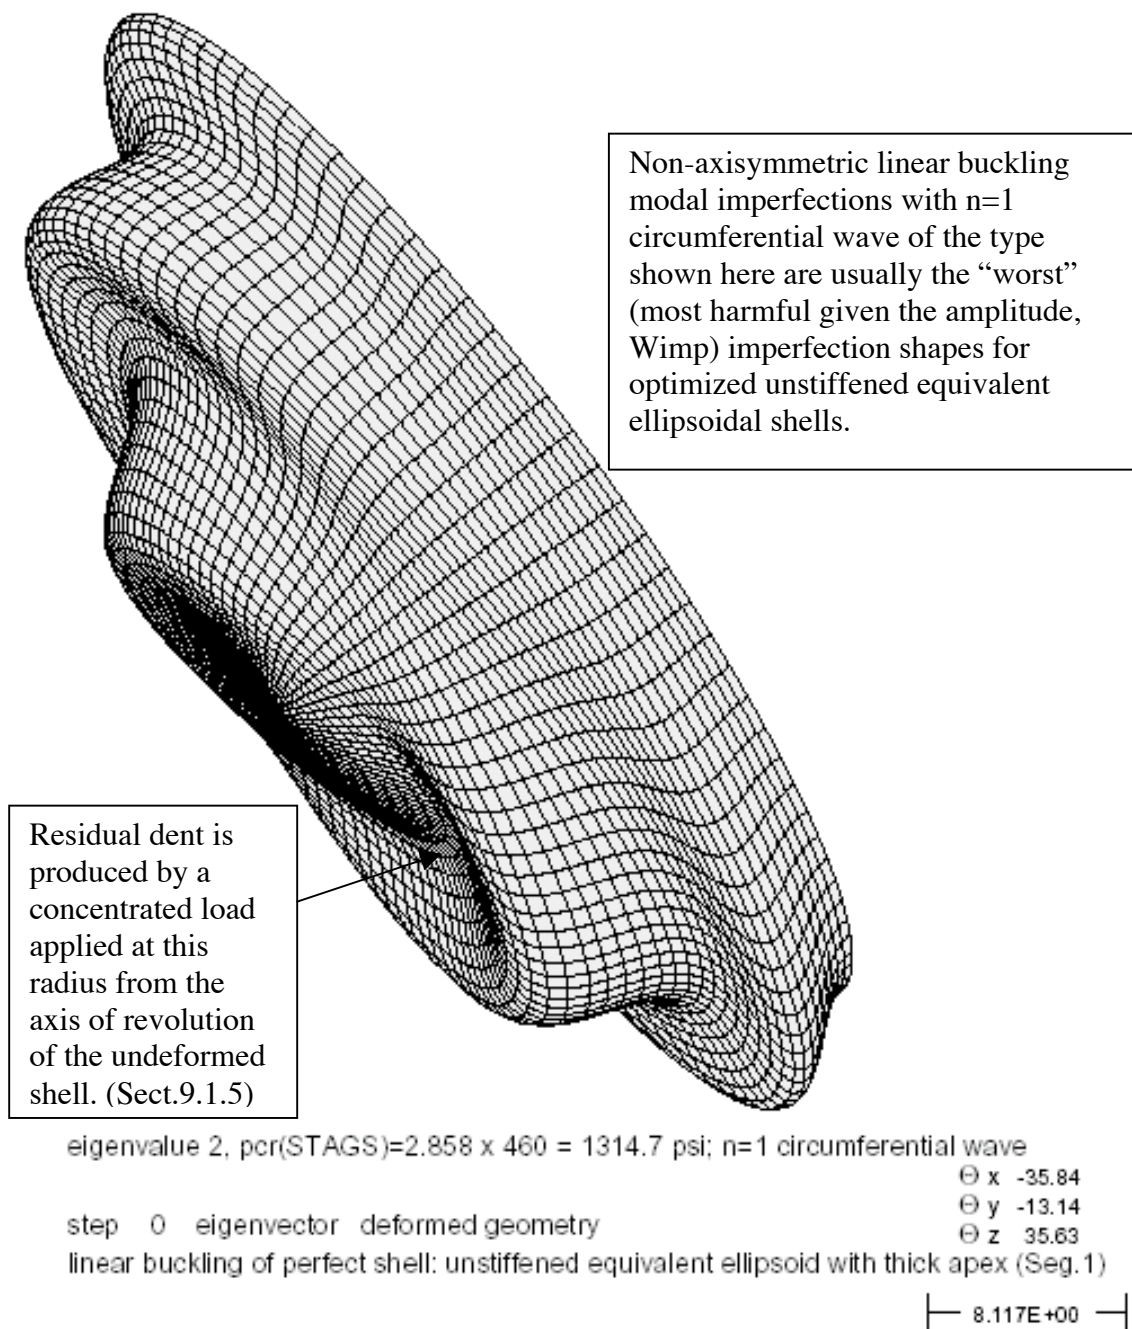 Non-axisymmetric linear buckling
modal imperfections with n=1
circumferential wave of the type
shown here are usually the “worst”
(most harmful given the amplitude,
Wimp) imperfection shapes for
optimized unstiffened equivalent
ellipsoidal shells.
Residual dent is
produced by a
concentrated load
applied at this
radius from the
axis of revolution
of the undeformed
shell. (Sect.9.1.5)
eigenvalue 2, pcr(STAGS)=2.858 x 460 = 1314.7 psi; n=1 circumferential wave
Θ x -35.84
Θ y -13.14
Θ z 35.63
step 0 eigenvector deformed geometry
linear buckling of perfect shell: unstiffened equivalent ellipsoid with thick apex (Seg.1)
8.117E+00